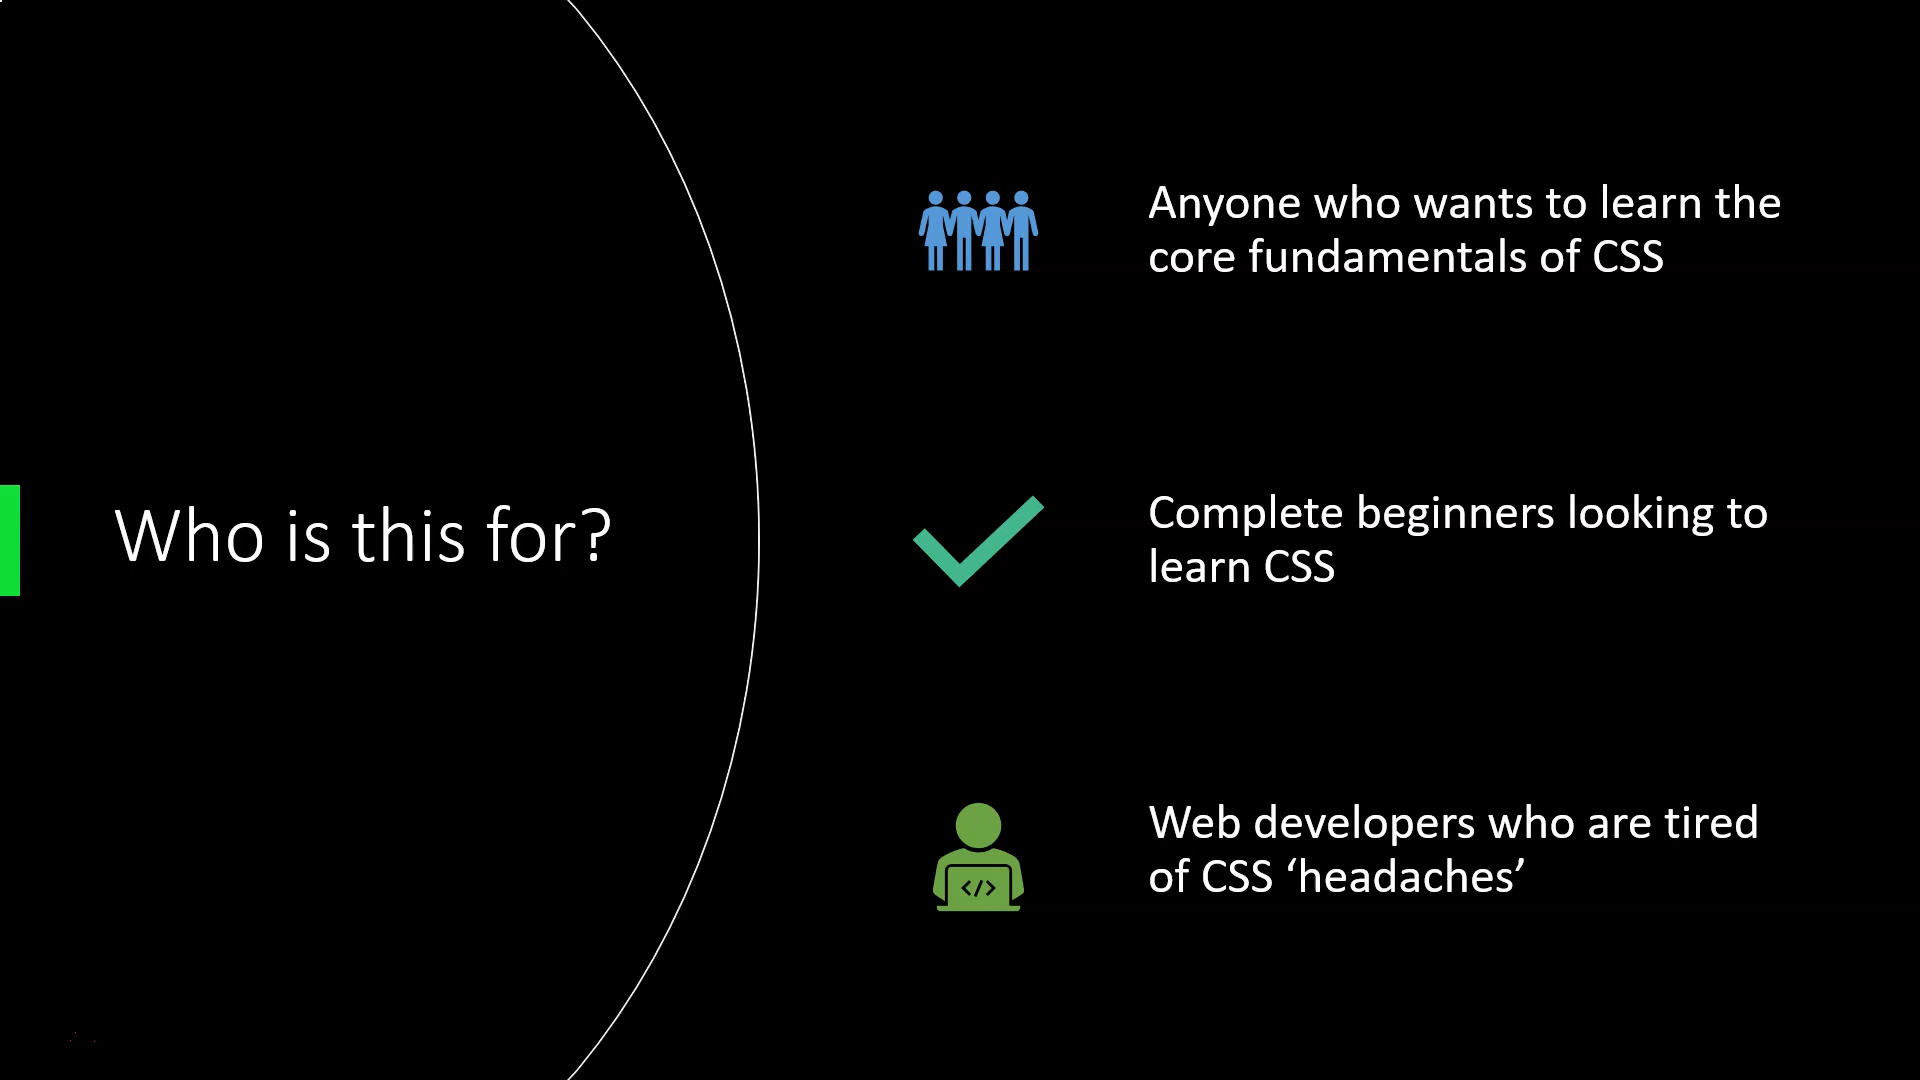 Who is this for?
Anyone who wants to learn the
core fundamentals of CSS
Complete beginners looking to
learn CSS
</>
Web developers who are tired
of CSS ‘headaches’